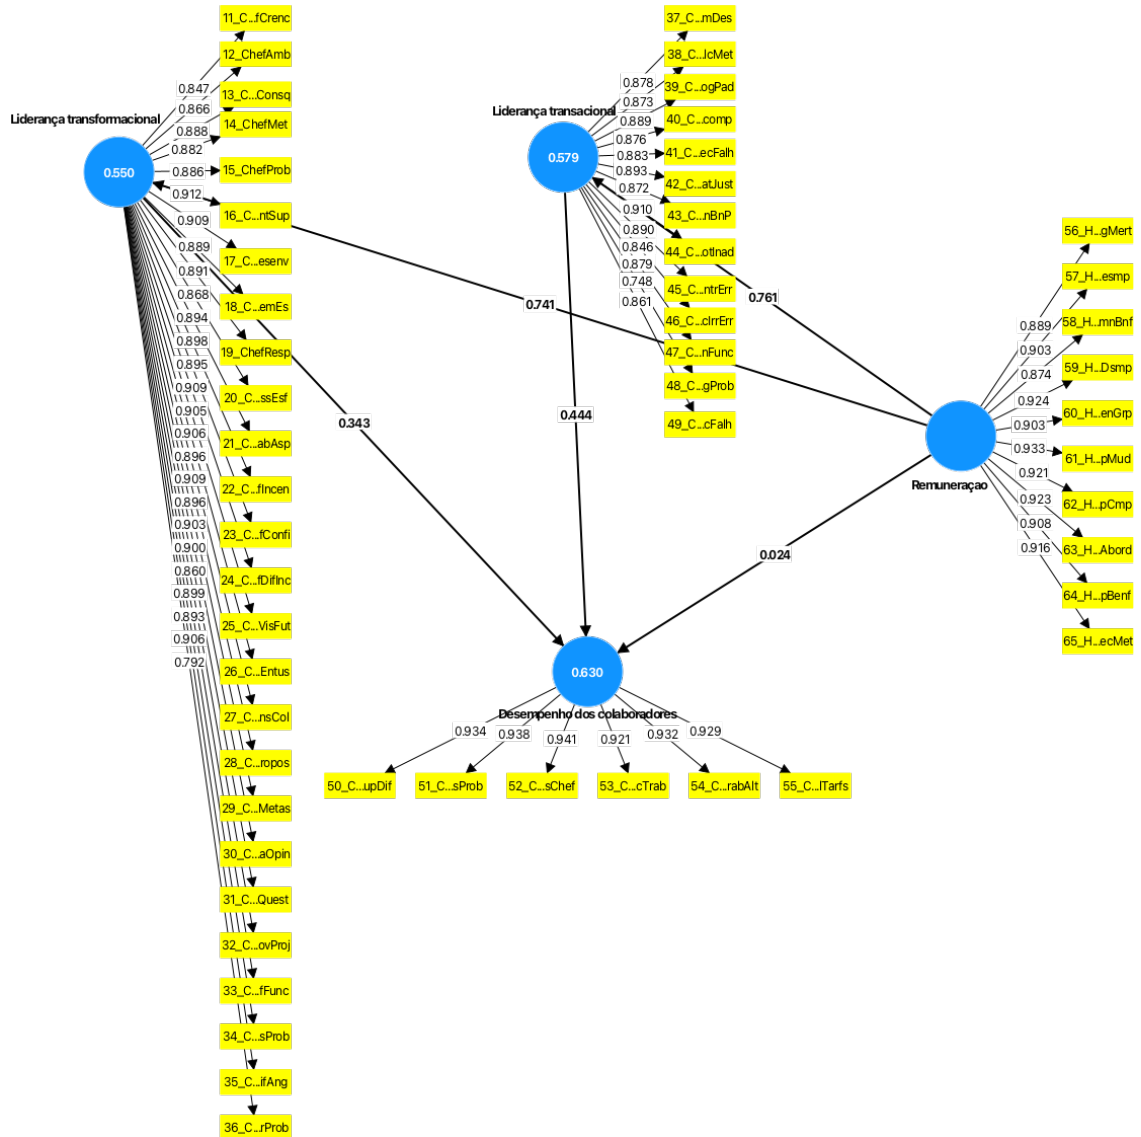 Liderança transformacional
0.550
11_C...fCrenc
12_ChefAmb
13_C...Consq
14_ChefMet
15_ChefProb
16_C...ntSup
17_C...esenv
18_C...emEs
19_ChefResp
20_C...ssEsf
21_C...abAsp
22_C...fIncen
23_C...fConfi
24_C...fDifInc
25_C...VisFut
26_C...Entus
27_C...nsCol
28_C...ropos
29_C...Metas
30_C...aOpin
31_C...Quest
32_C...ovProj
33_C...fFunc
34_C...sProb
35_C...ifAng
36_C...rProb
0.847
0.866
0.888
0.882
0.886
0.912
0.909
0.889
0.891
0.868
0.894
0.898
0.895
0.909
0.905
0.906
0.896
0.909
0.896
0.903
0.900
0.860
0.899
0.893
0.906
0.792
Liderança transacional
0.579
37_C...mDes
38_C...lcMet
39_C...ogPad
40_C...comp
41_C...ecFalh
42_C...atJust
43_C...nBnP
44_C...otInad
45_C...ntrErr
46_C...cIrrErr
47_C...nFunc
48_C...gProb
49_C...cFalh
0.878
0.873
0.889
0.876
0.883
0.893
0.872
0.910
0.890
0.846
0.879
0.748
0.861
0.741
0.761
0.343
0.444
0.024
Remuneraçao
56_H...gMert
57_H...esmp
58_H...mnBnf
59_H...Dsmp
60_H...enGrp
61_H...pMud
62_H...pCmp
63_H...Abord
64_H...pBenf
65_H...ecMet
0.889
0.903
0.874
0.924
0.903
0.933
0.921
0.923
0.908
0.916
0.630
Desempenho dos colaboradores
0.934
0.938
0.941
0.921
0.932
0.929
50_C...upDif
51_C...sProb
52_C...sChef
53_C...cTrab
54_C...rabAlt
55_C...lTarfs